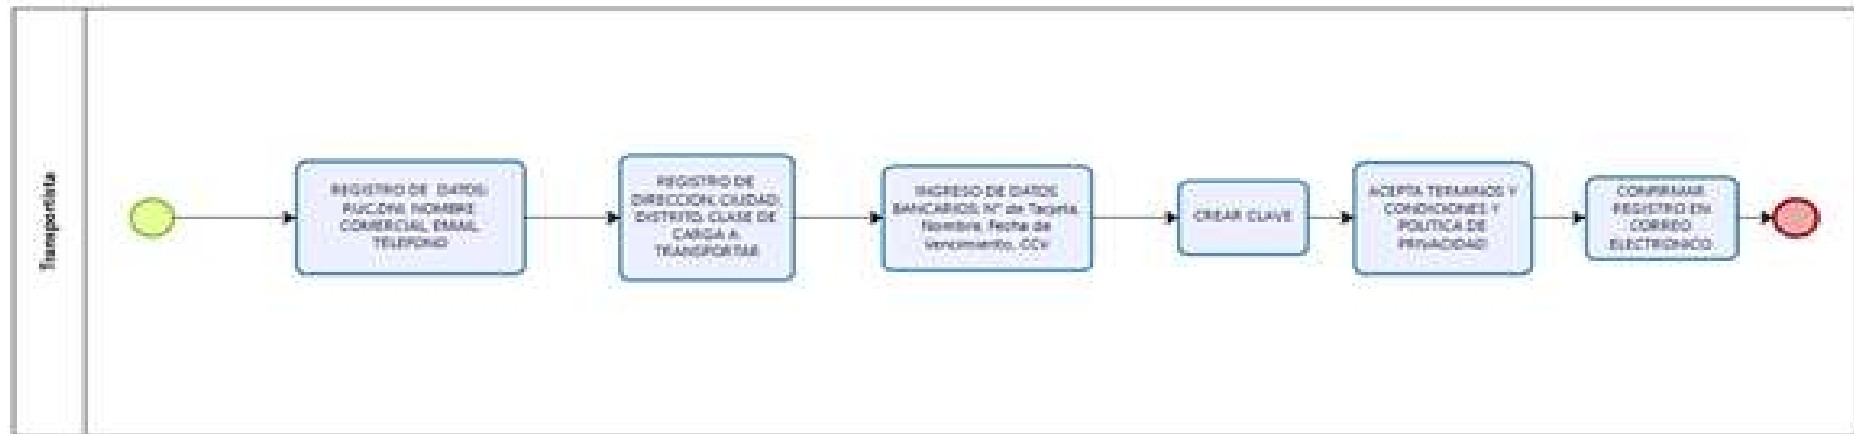 Transportista
REGISTRO DE DATOS:
RUC,DNI, NOMBRE
COMERCIAL, EMAIL,
TELEFONO
REGISTRO DE
DIRECCION, CIUDAD,
DISTRITO, CLASE DE
CARGA A
TRANSPORTAR
INGRESO DE DATOS
BANCARIOS: N° de Tarjeta,
Nombre, Fecha de
Vencimiento, CCV
CREAR CLAVE
ACEPTA TERMINOS Y
CONDICIONES Y
POLITICA DE
PRIVACIDAD
CONFIRMAR
REGISTRO EN
CORREO
ELECTRONICO